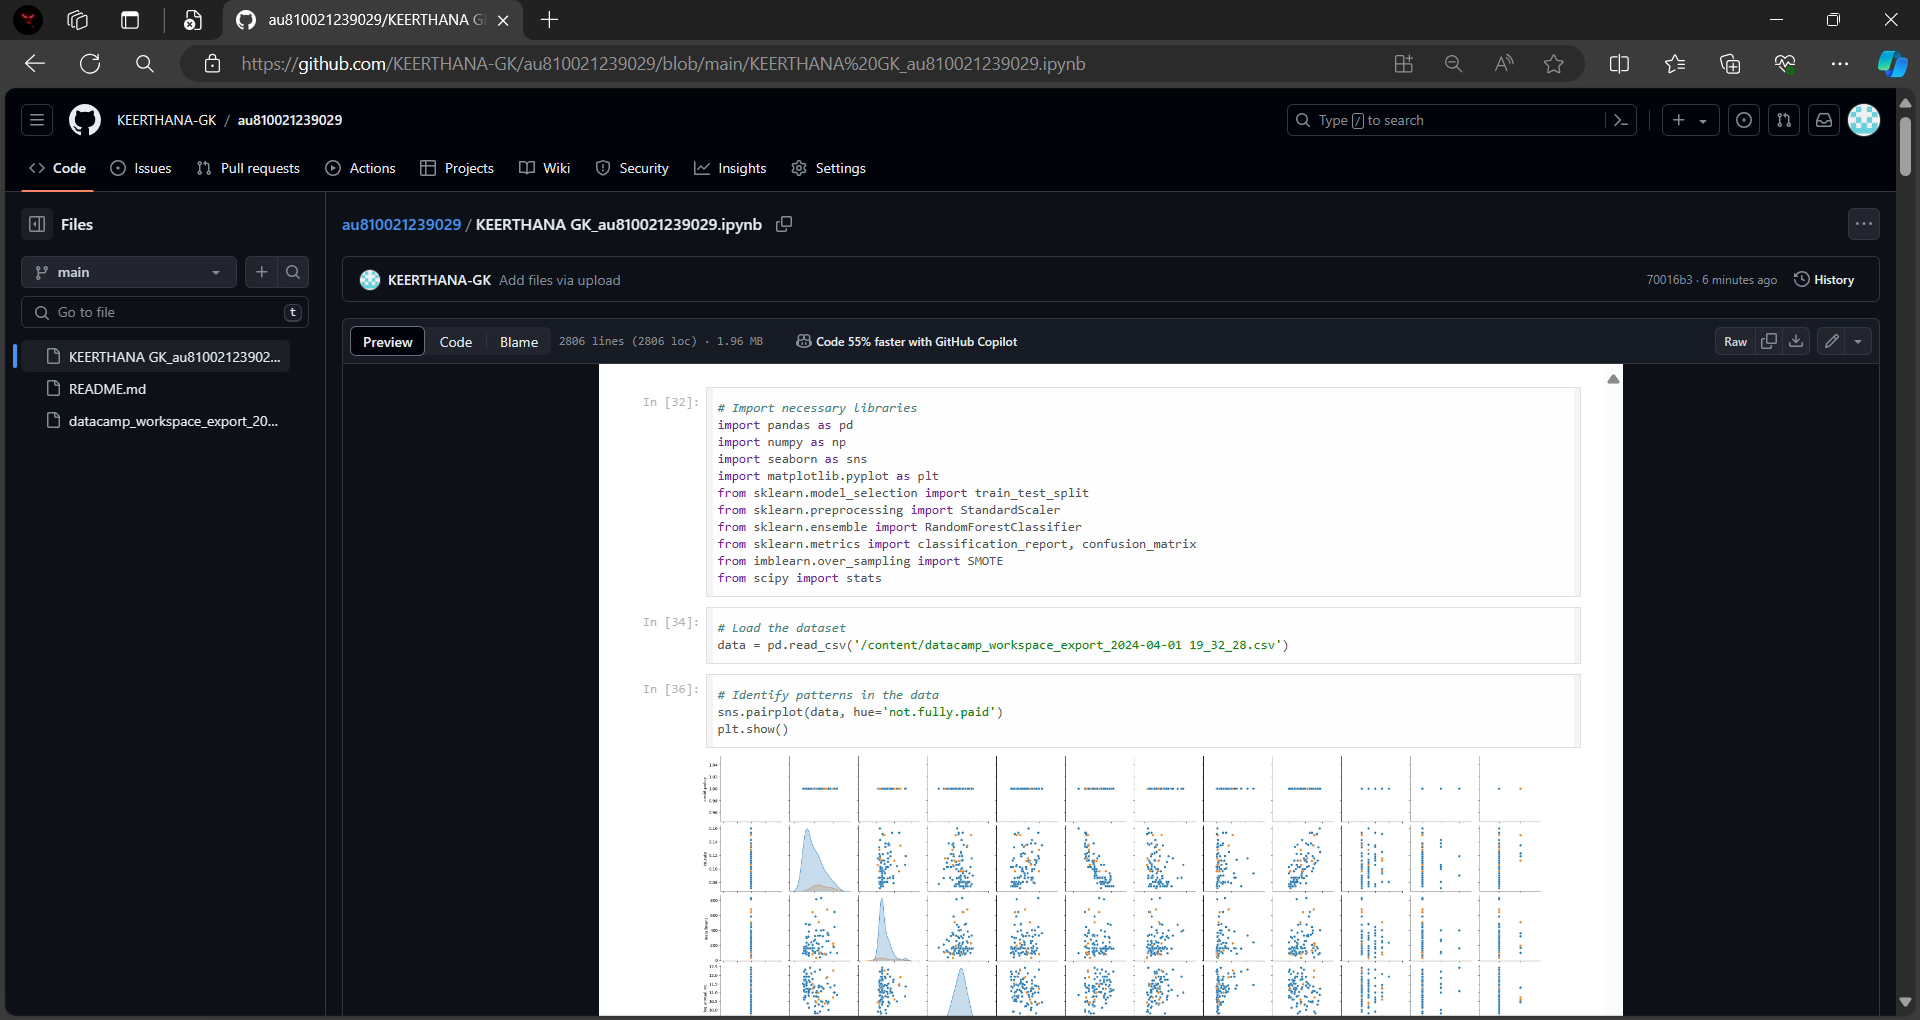 au810021239029/KEERTHANA G
https://github.com/KEERTHANA-GK/au810021239029/blob/main/KEERTHANA%20GK_au810021239029.ipynb
KEERTHANA-GK / au810021239029
Type / to search
Code Issues Pull requests Actions Projects Wiki Security Insights Settings
Files
au810021239029 / KEERTHANA GK_au810021239029.ipynb
main
KEERTHANA-GK Add files via upload
70016b3 · 6 minutes ago History
Go to file t
Preview Code Blame 2806 lines (2806 loc) · 1.96 MB Code 55% faster with GitHub Copilot Raw
KEERTHANA GK_au81002123902...
README.md
datacamp_workspace_export_20...
In [32]:
# Import necessary libraries
import pandas as pd
import numpy as np
import seaborn as sns
import matplotlib.pyplot as plt
from sklearn.model_selection import train_test_split
from sklearn.preprocessing import StandardScaler
from sklearn.ensemble import RandomForestClassifier
from sklearn.metrics import classification_report, confusion_matrix
from imblearn.over_sampling import SMOTE
from scipy import stats
In [34]:
# Load the dataset
data = pd.read_csv('/content/datacamp_workspace_export_2024-04-01 19_32_28.csv')
In [36]:
# Identify patterns in the data
sns.pairplot(data, hue='not.fully.paid')
plt.show()